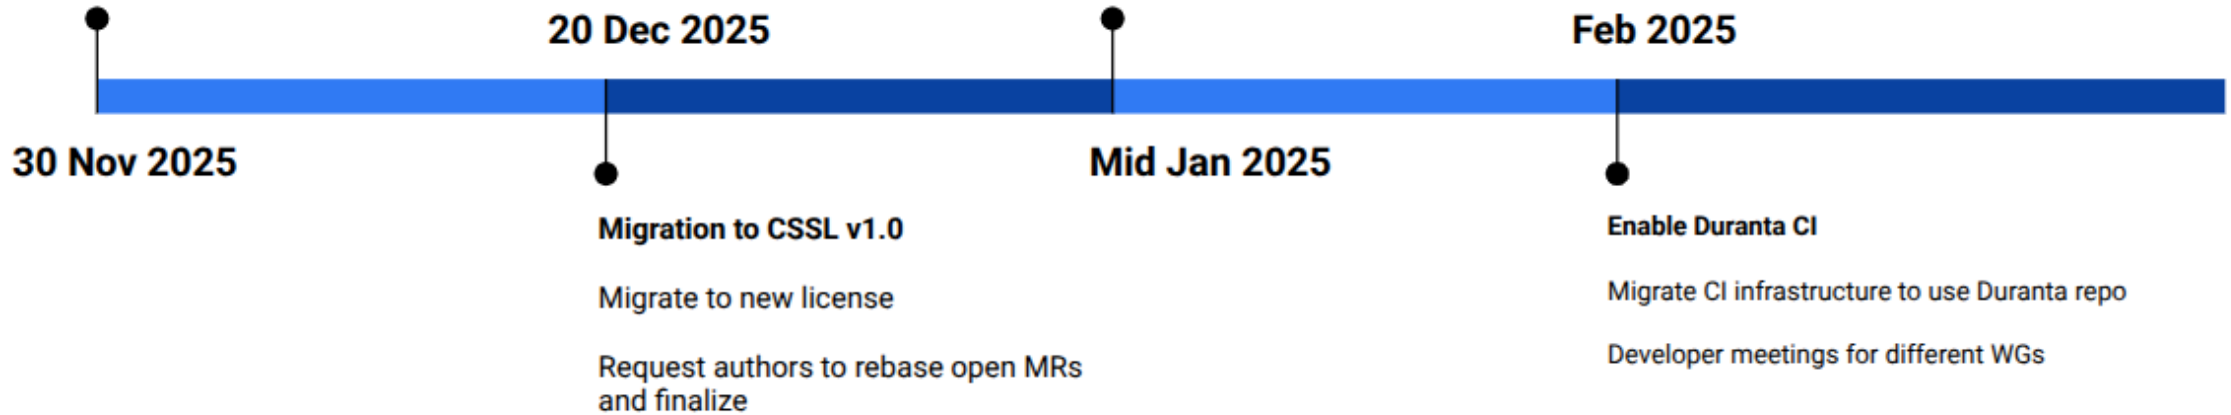 20 Dec 2025
Feb 2025
30 Nov 2025
Mid Jan 2025
Migration to CSSL v1.0
Migrate to new license
Request authors to rebase open MRs
and finalize
Enable Duranta CI
Migrate CI infrastructure to use Duranta repo
Developer meetings for different WGs